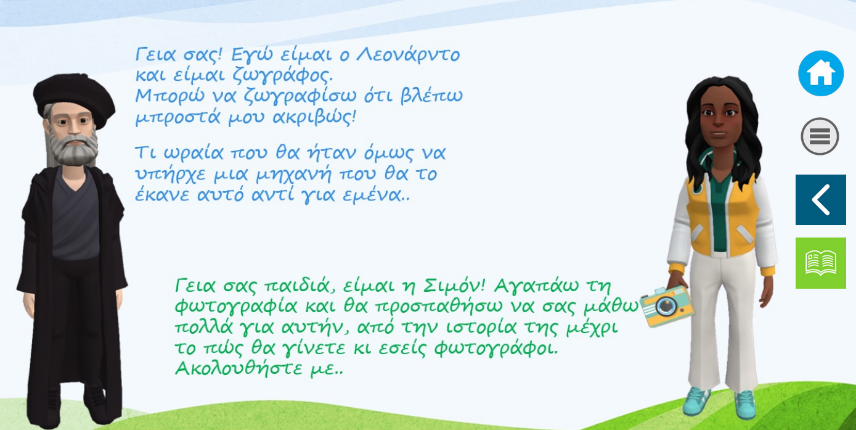 Γεια σας! Εγώ είμαι ο Λεονάρντο
και είμαι ζωγράφος.
Μπορώ να ζωγραφίσω ότι βλέπω
μπροστά μου ακριβώς!
Τι ωραία που θα ήταν όμως να
υπήρχε μια μηχανή που θα το
έκανε αυτό αντί για εμένα..
Γεια σας παιδιά, είμαι η Σιμόν! Αγαπάω τη
φωτογραφία και θα προσπαθήσω να σας μάθω
πολλά για αυτήν, από την ιστορία της μέχρι
το πώς θα γίνετε κι εσείς φωτογράφοι.
Ακολουθήστε με..